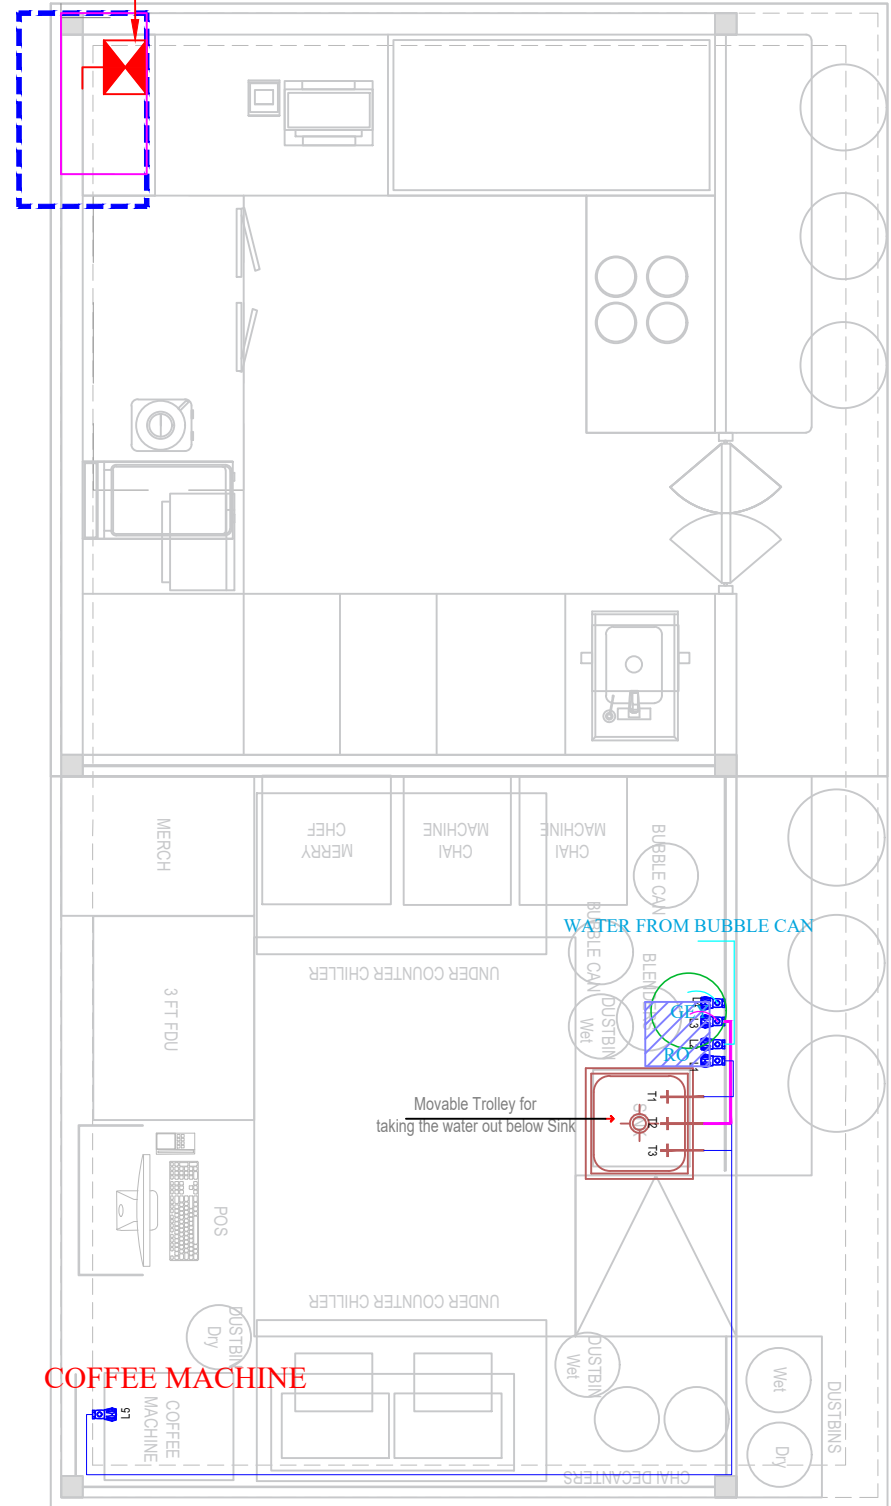 MERCH
MERRY
CHEF
CHAI
MACHINE
CHAI
MACHINE
BUBBLE CAN
BUBBLE CAN
WATER FROM BUBBLE CAN
UNDER COUNTER CHILLER
3 FT FDU
DUSTBIN
Wet
RO
T1
T2
T3
Movable Trolley for
taking the water out below Sink
POS
UNDER COUNTER CHILLER
DUSTBIN
Dry
DUSTBIN
Wet
COFFEE MACHINE
COFFEE
MACHINE
L5
Wet
Dry
DUSTBINS
CHAI DECANTERS